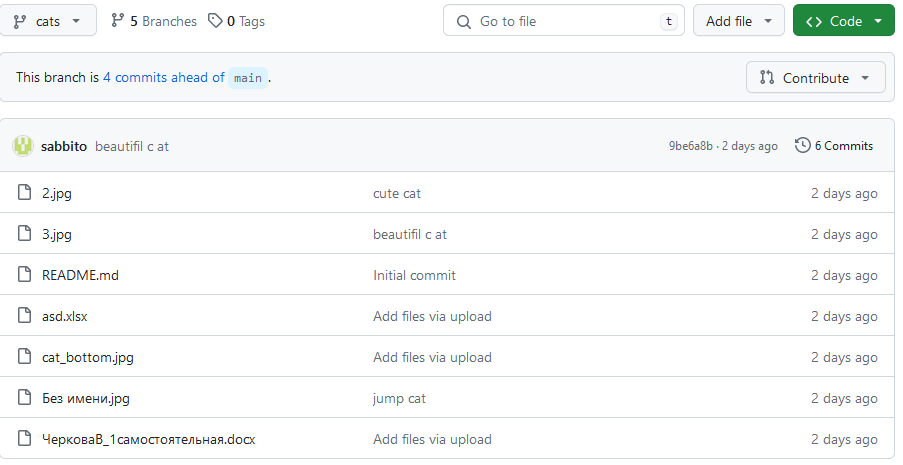 cats 5 Branches 0 Tags Go to file t Add file Code
This branch is 4 commits ahead of main . Contribute
sabbito beautifil c at 9be6a8b · 2 days ago 6 Commits
2.jpg cute cat 2 days ago
3.jpg beautifil c at 2 days ago
README.md Initial commit 2 days ago
asd.xlsx Add files via upload 2 days ago
cat_bottom.jpg Add files via upload 2 days ago
Без имени.jpg jump cat 2 days ago
ЧерковаВ_1самостоятельная.docx Add files via upload 2 days ago